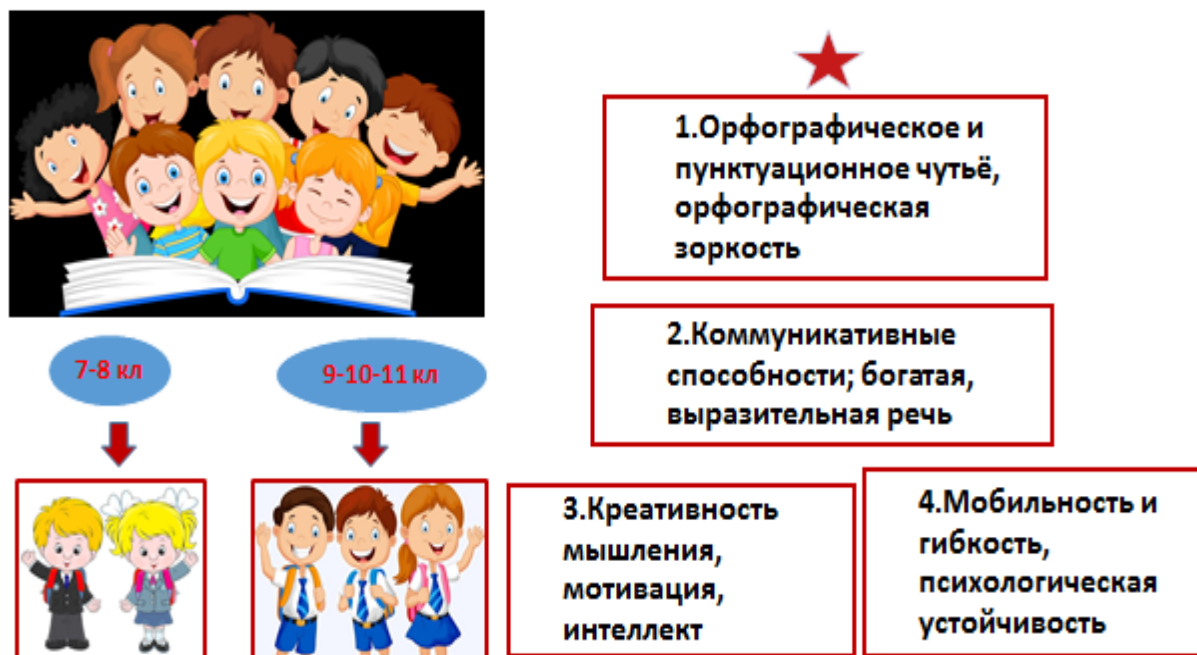 1.Орфографическое и
пунктуационное чутьё,
орфографическая
зоркость
2.Коммуникативные
способности; богатая,
выразительная речь
7-8 кл
9-10-11 кл
3.Креативность
мышления,
мотивация,
интеллект
4.Мобильность и
гибкость,
психологическая
устойчивость